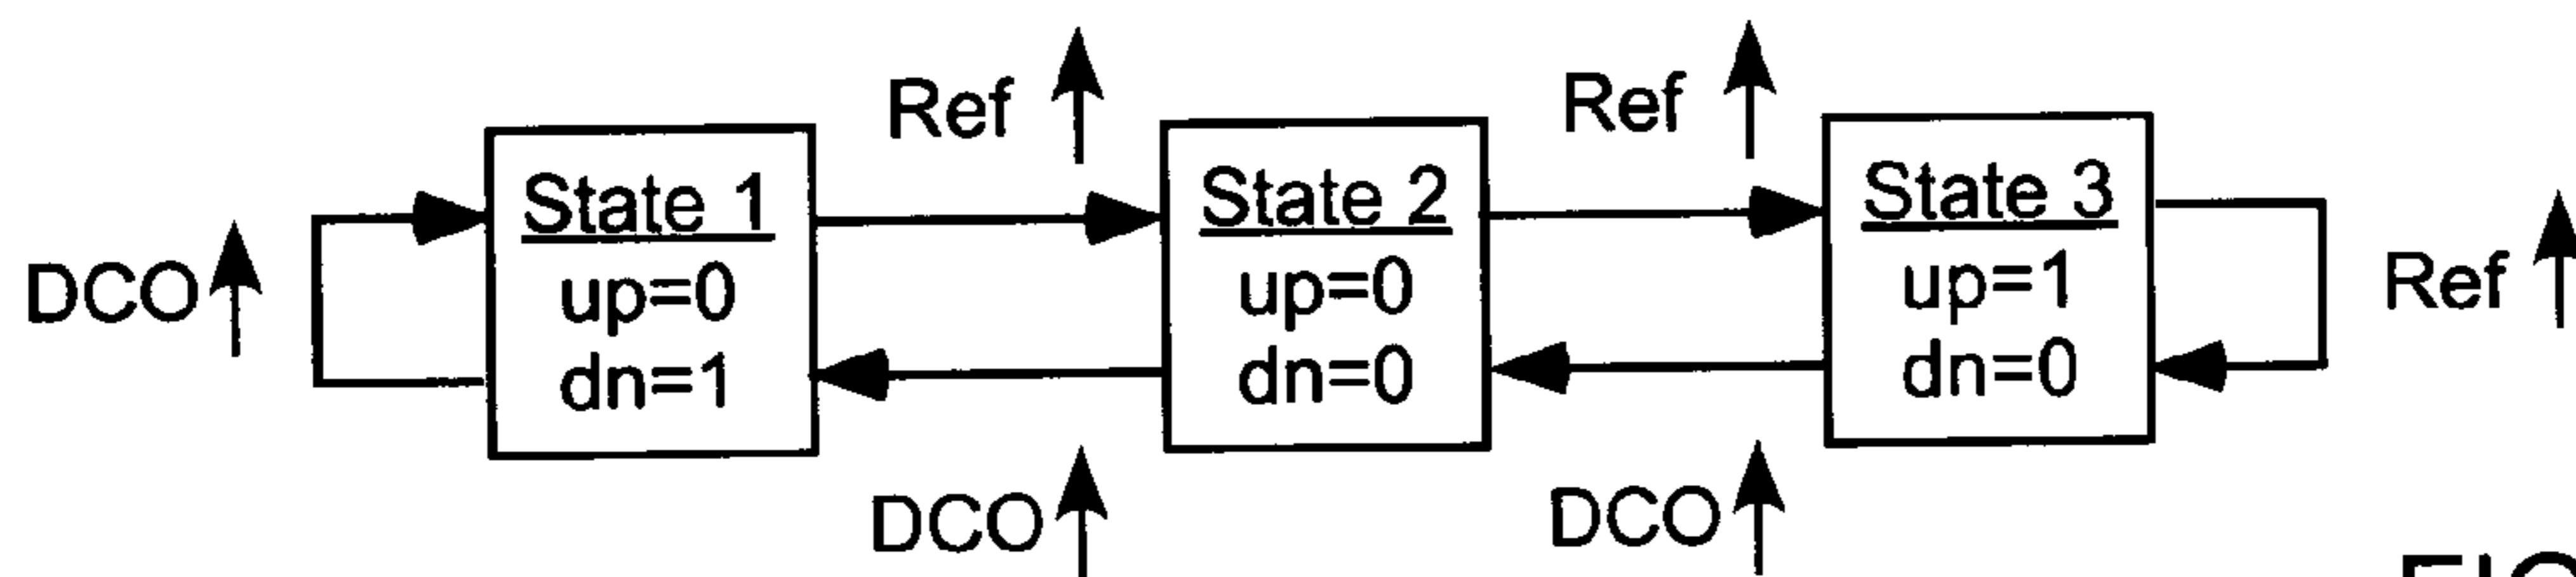 Ref
Ref
State 1
up=0
dn=1
State 2
up=0
dn=0
State 3
up=1
dn=0
DCO
Ref
DCO
DCO